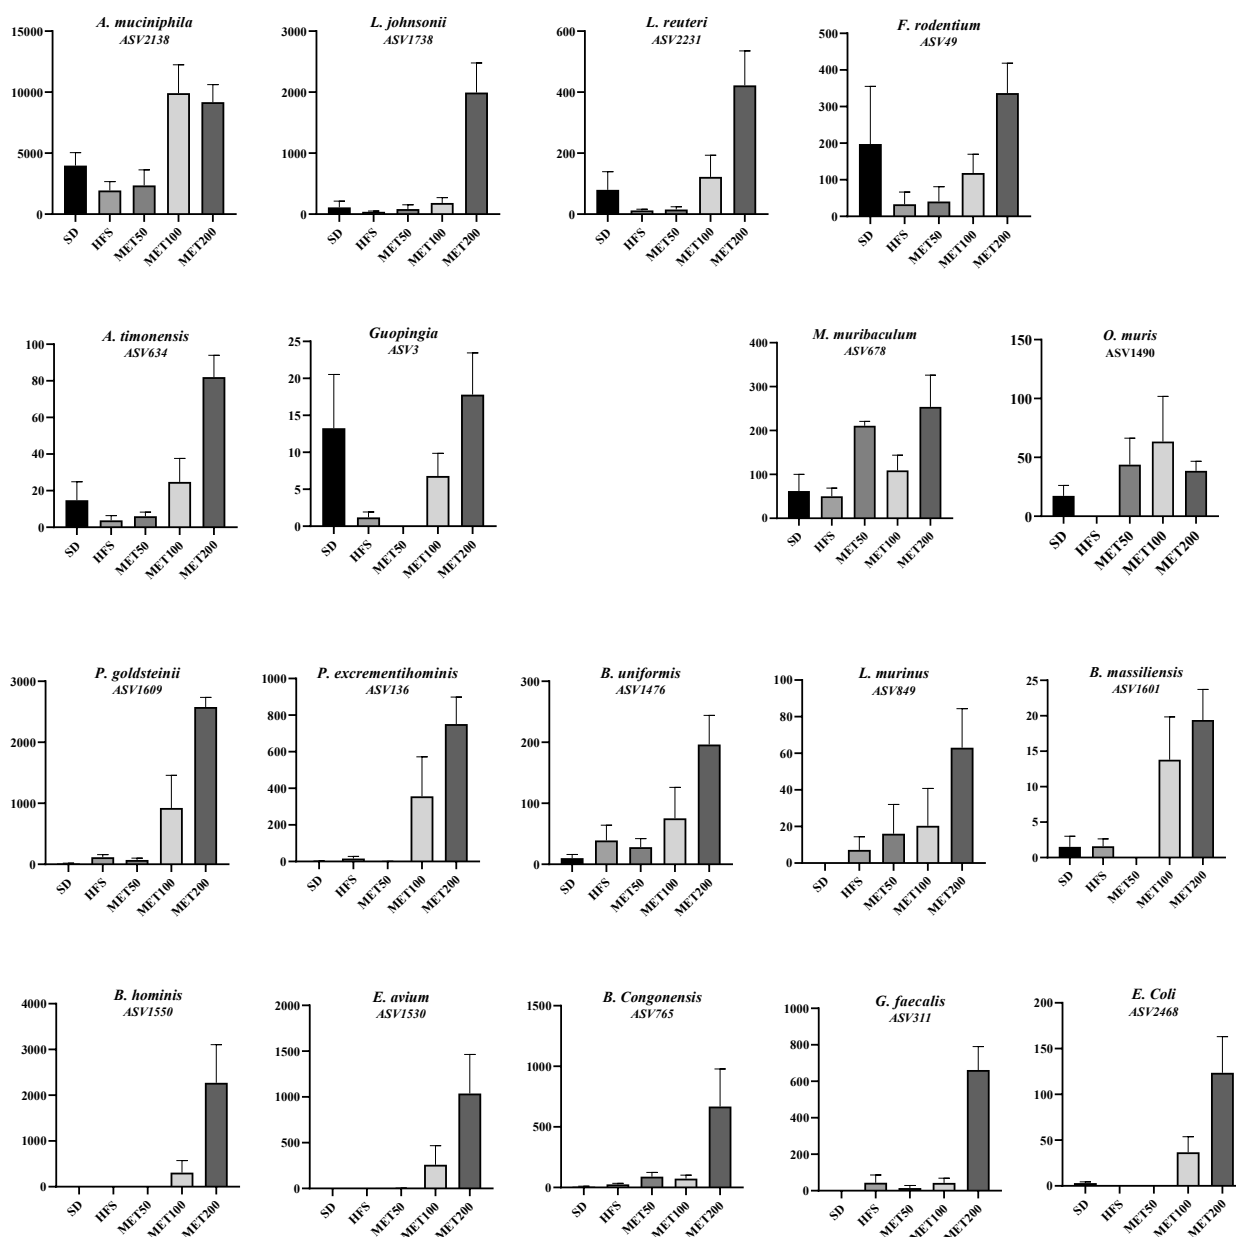 A. muciniphila
ASV2138
15000
10000
5000
0
SD
HFS
MET50
MET100
MET200
L. johnsonii
ASV1738
3000
2000
1000
0
SD
HFS
MET50
MET100
MET200
L. reuteri
ASV2231
600
400
200
0
SD
HFS
MET50
MET100
MET200
F. rodentium
ASV49
500
400
300
200
100
0
SD
HFS
MET50
MET100
MET200
A. timonensis
ASV634
100
80
60
40
20
0
SD
HFS
MET50
MET100
MET200
Guopingia
ASV3
25
20
15
10
5
0
SD
HFS
MET50
MET100
MET200
M. muribaculum
ASV678
400
300
200
100
0
SD
HFS
MET50
MET100
MET200
O. muris
ASV1490
150
100
50
0
SD
HFS
MET50
MET100
MET200
P. goldsteinii
ASV1609
3000
2000
1000
0
SD
HFS
MET50
MET100
MET200
P. excrementihominis
ASV136
1000
800
600
400
200
0
SD
HFS
MET50
MET100
MET200
B. uniformis
ASV1476
300
200
100
0
SD
HFS
MET50
MET100
MET200
L. murinus
ASV849
100
80
60
40
20
0
SD
HFS
MET50
MET100
MET200
B. massiliensis
ASV1601
25
20
15
10
5
0
SD
HFS
MET50
MET100
MET200
B. hominis
ASV1550
4000
3000
2000
1000
0
SD
HFS
MET50
MET100
MET200
E. avium
ASV1530
2000
1500
1000
500
0
SD
HFS
MET50
MET100
MET200
B. Congonensis
ASV765
1500
1000
500
0
SD
HFS
MET50
MET100
MET200
G. faecalis
ASV311
1000
800
600
400
200
0
SD
HFS
MET50
MET100
MET200
E. Coli
ASV2468
200
150
100
50
0
SD
HFS
MET50
MET100
MET200